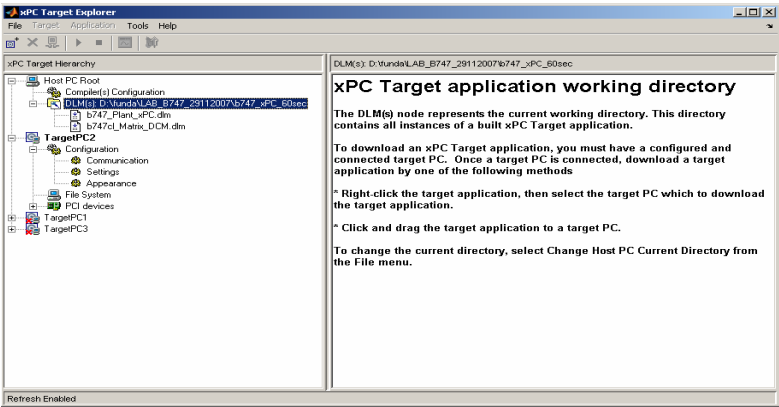 xPC Target Explorer
File Target Application Tools Help
xPC Target Hierarchy
Host PC Root
Compiler(s) Configuration
DLM(s): D:\funda\LAB_B747_29112007\b747_xPC_60sec
b747_Plant_xPC.dlm
b747cl_Matrix_DCM.dlm
TargetPC2
Configuration
Communication
Settings
Appearance
File System
PCI devices
TargetPC1
TargetPC3
DLM(s): D:\funda\LAB_B747_29112007\b747_xPC_60sec
xPC Target application working directory
The DLM(s) node represents the current working directory. This directory
contains all instances of a built xPC Target application.
To download an xPC Target application, you must have a configured and
connected target PC. Once a target PC is connected, download a target
application by one of the following methods
* Right-click the target application, then select the target PC which to download
the target application.
* Click and drag the target application to a target PC.
To change the current directory, select Change Host PC Current Directory from
the File menu.
Refresh Enabled